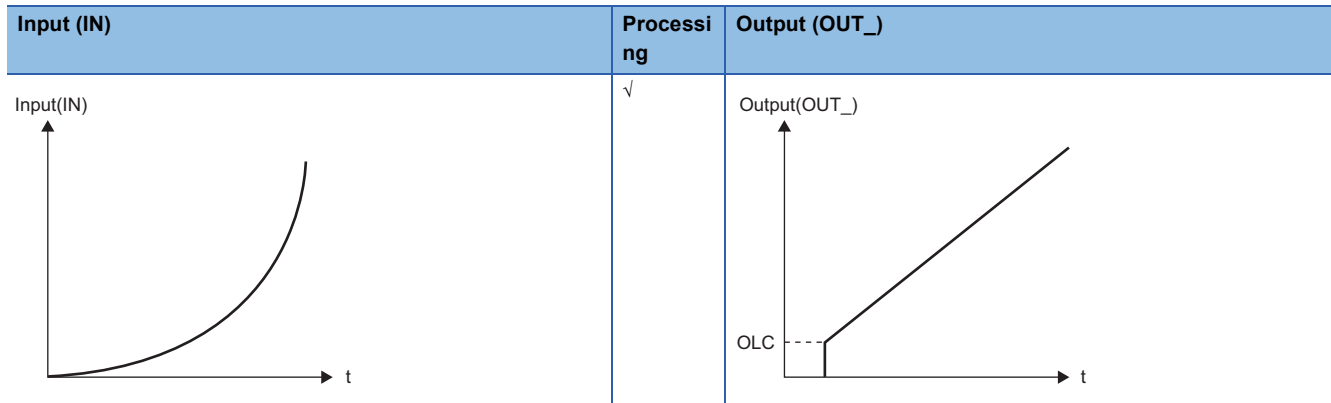 Input (IN)
Processi
ng
Output (OUT_)
Input(IN)
t
√
Output(OUT_)
OLC
t